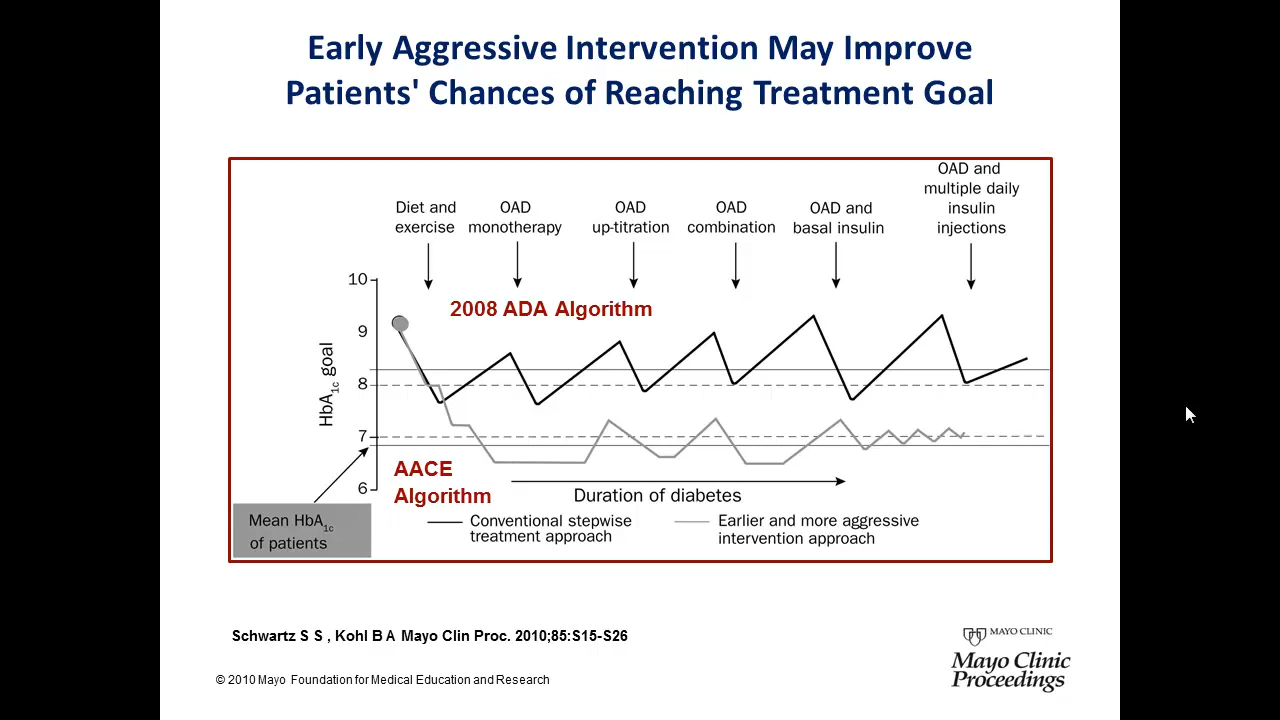 Early Aggressive Intervention May Improve
Patients' Chances of Reaching Treatment Goal
Diet and
exercise
OAD
monotherapy
OAD
up-titration
OAD
combination
OAD and
basal insulin
OAD and
multiple daily
insulin
injections
2008 ADA Algorithm
HbA1c goal
10
9
8
7
6
AACE
Algorithm
Duration of diabetes
Mean HbA1c
of patients
Conventional stepwise
treatment approach
Earlier and more aggressive
intervention approach
Schwartz S S , Kohl B A Mayo Clin Proc. 2010;85:S15-S26
© 2010 Mayo Foundation for Medical Education and Research
MAYO CLINIC
Mayo Clinic
Proceedings